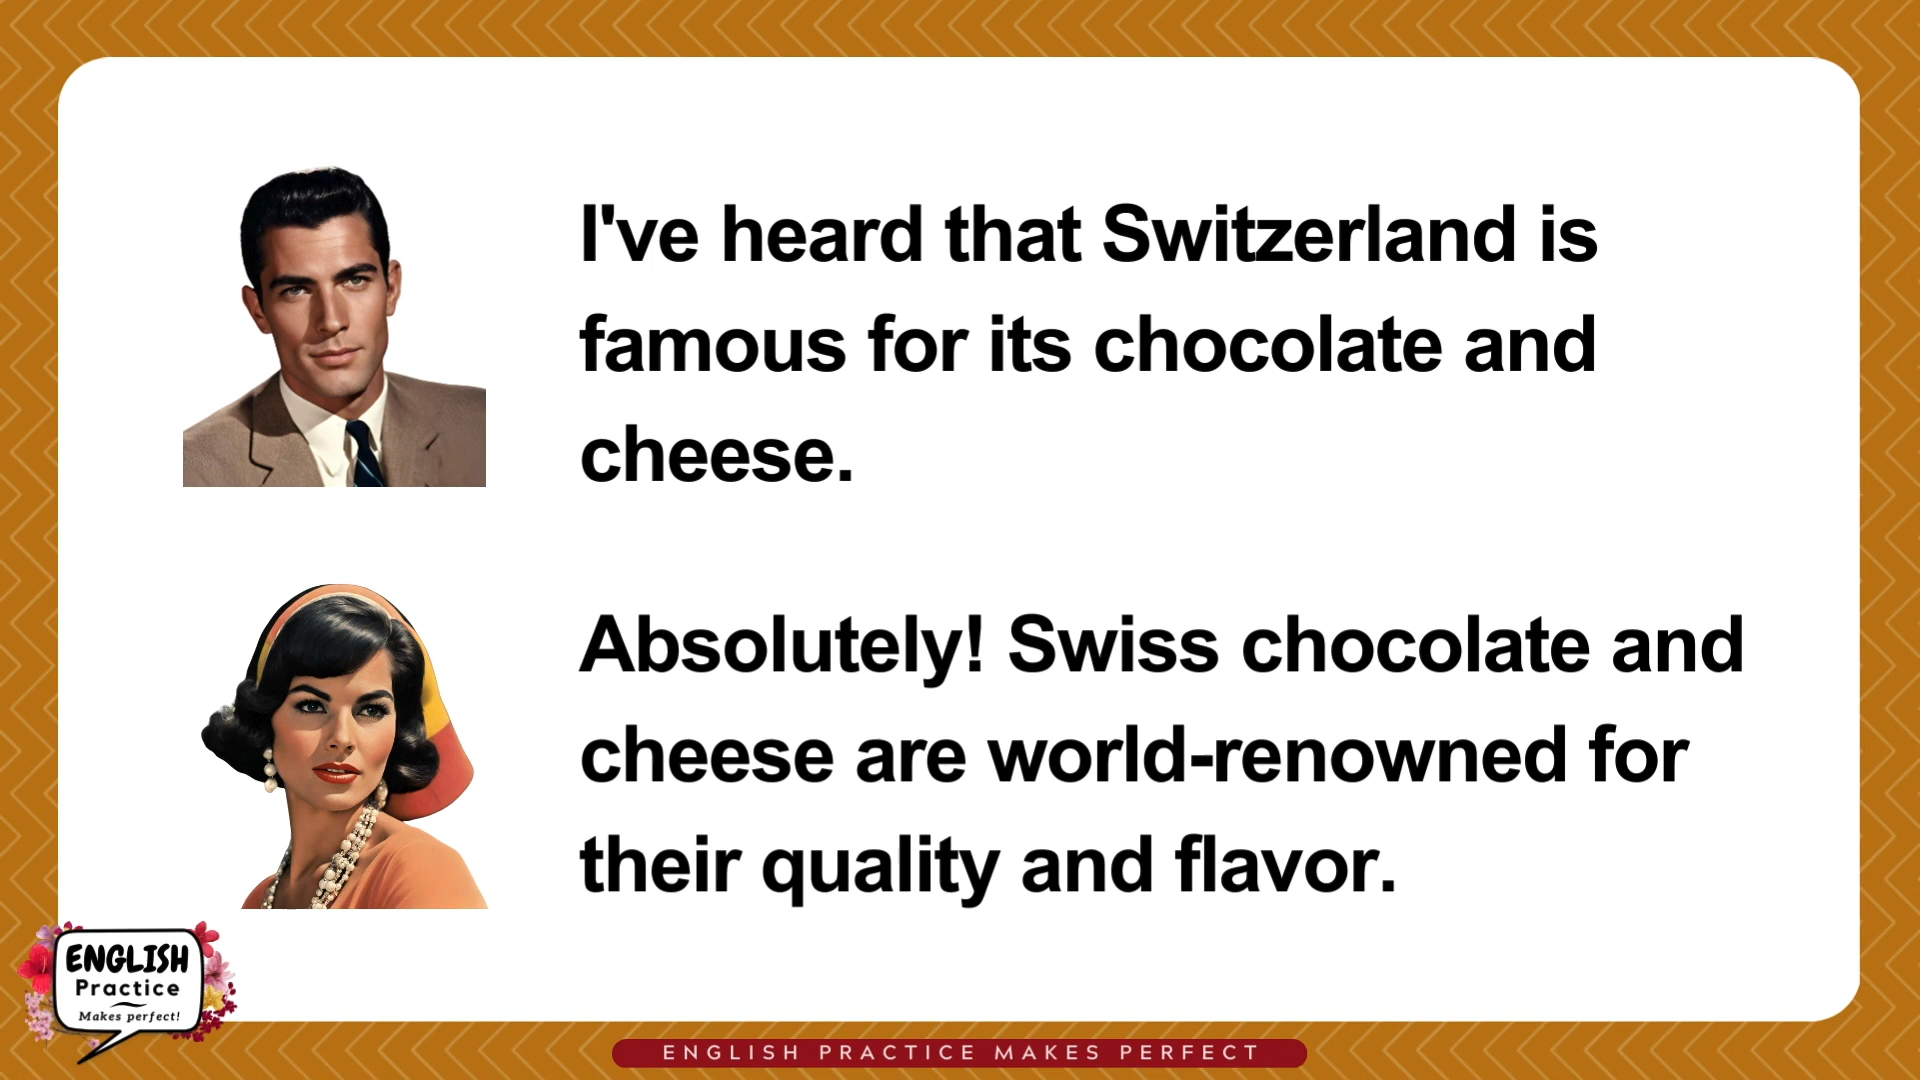 I've heard that Switzerland is
famous for its chocolate and
cheese.
Absolutely! Swiss chocolate and
cheese are world-renowned for
their quality and flavor.
ENGLISH
Practice
Makes perfect!
ENGLISH PRACTICE MAKES PERFECT